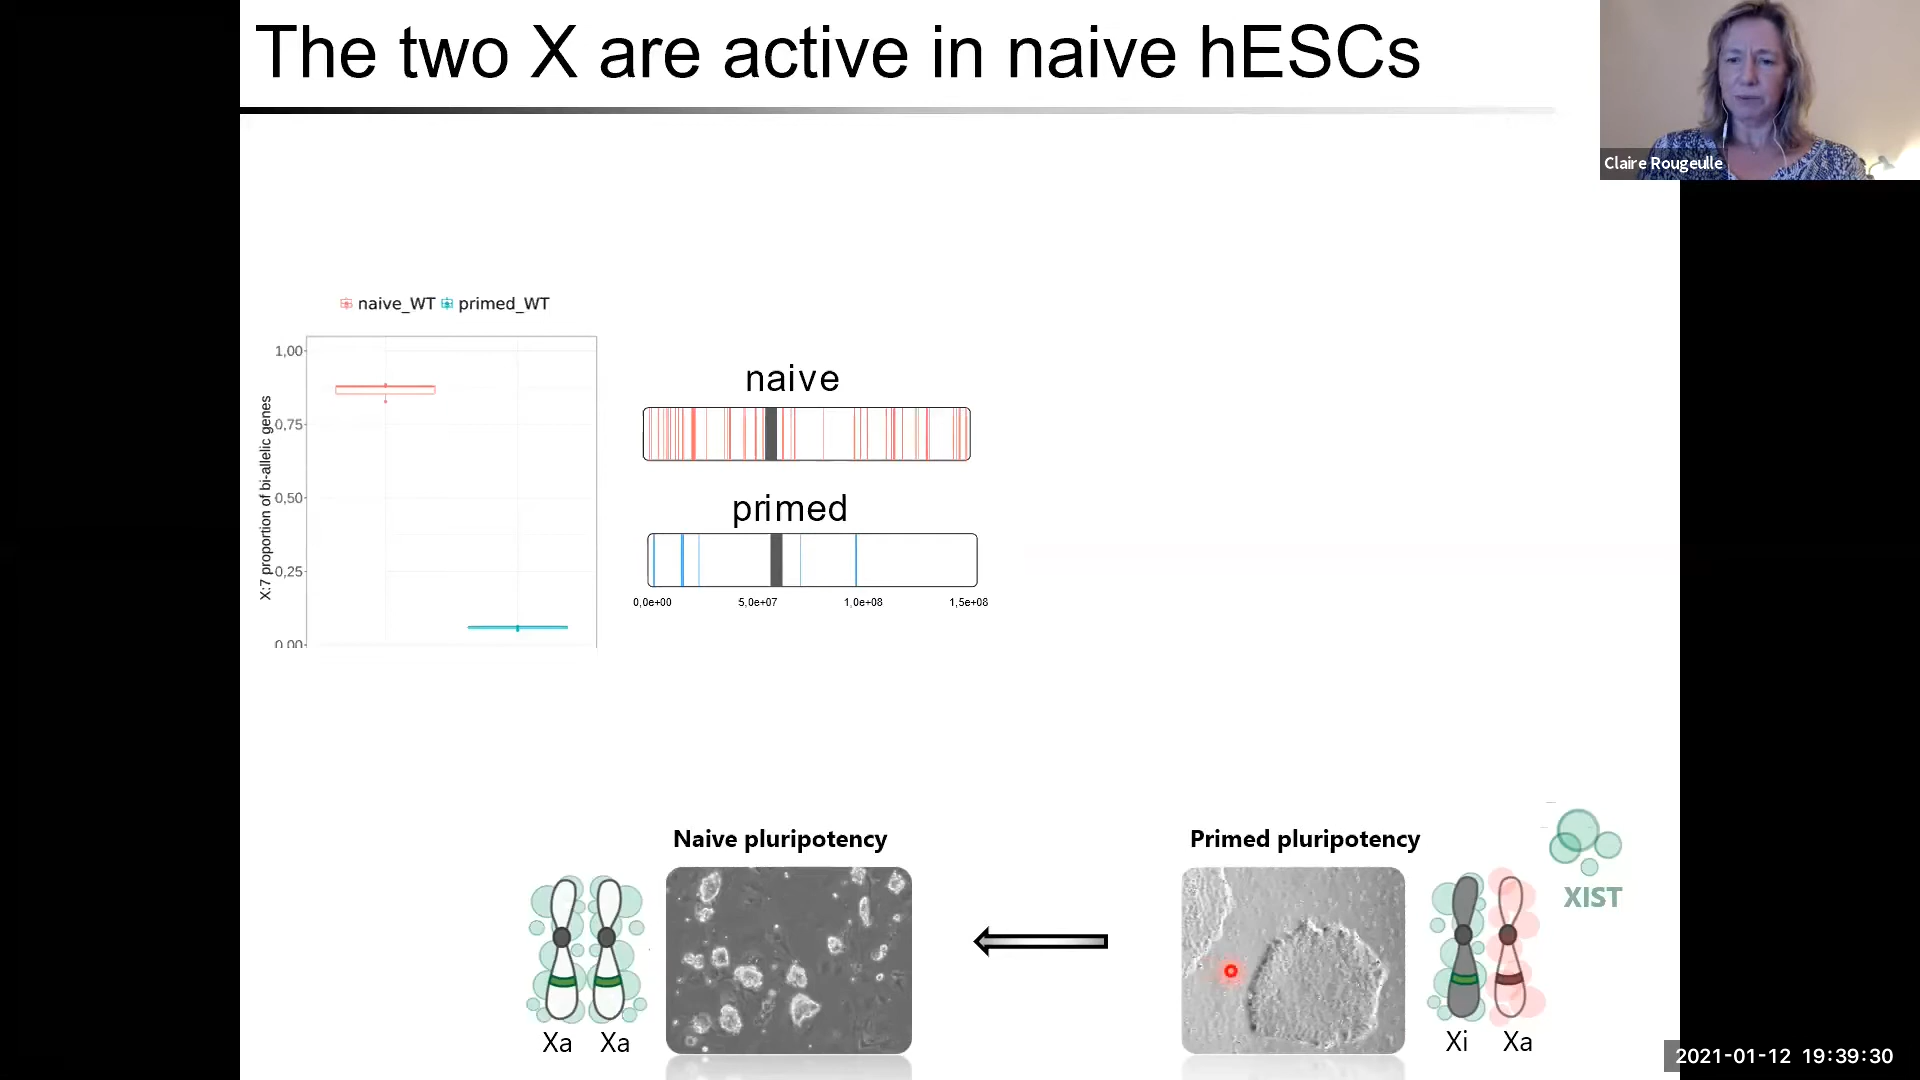 The two X are active in naive hESCs
Claire Rougeulle
naive_WT primed_WT
X:7 proportion of bi-allelic genes
1,00
0,75
0,50
0,25
0,00
naive
primed
0,0e+00 5,0e+07 1,0e+08 1,5e+08
Naive pluripotency
Primed pluripotency
XIST
Xa Xa
Xi Xa
2021-01-12 19:39:30